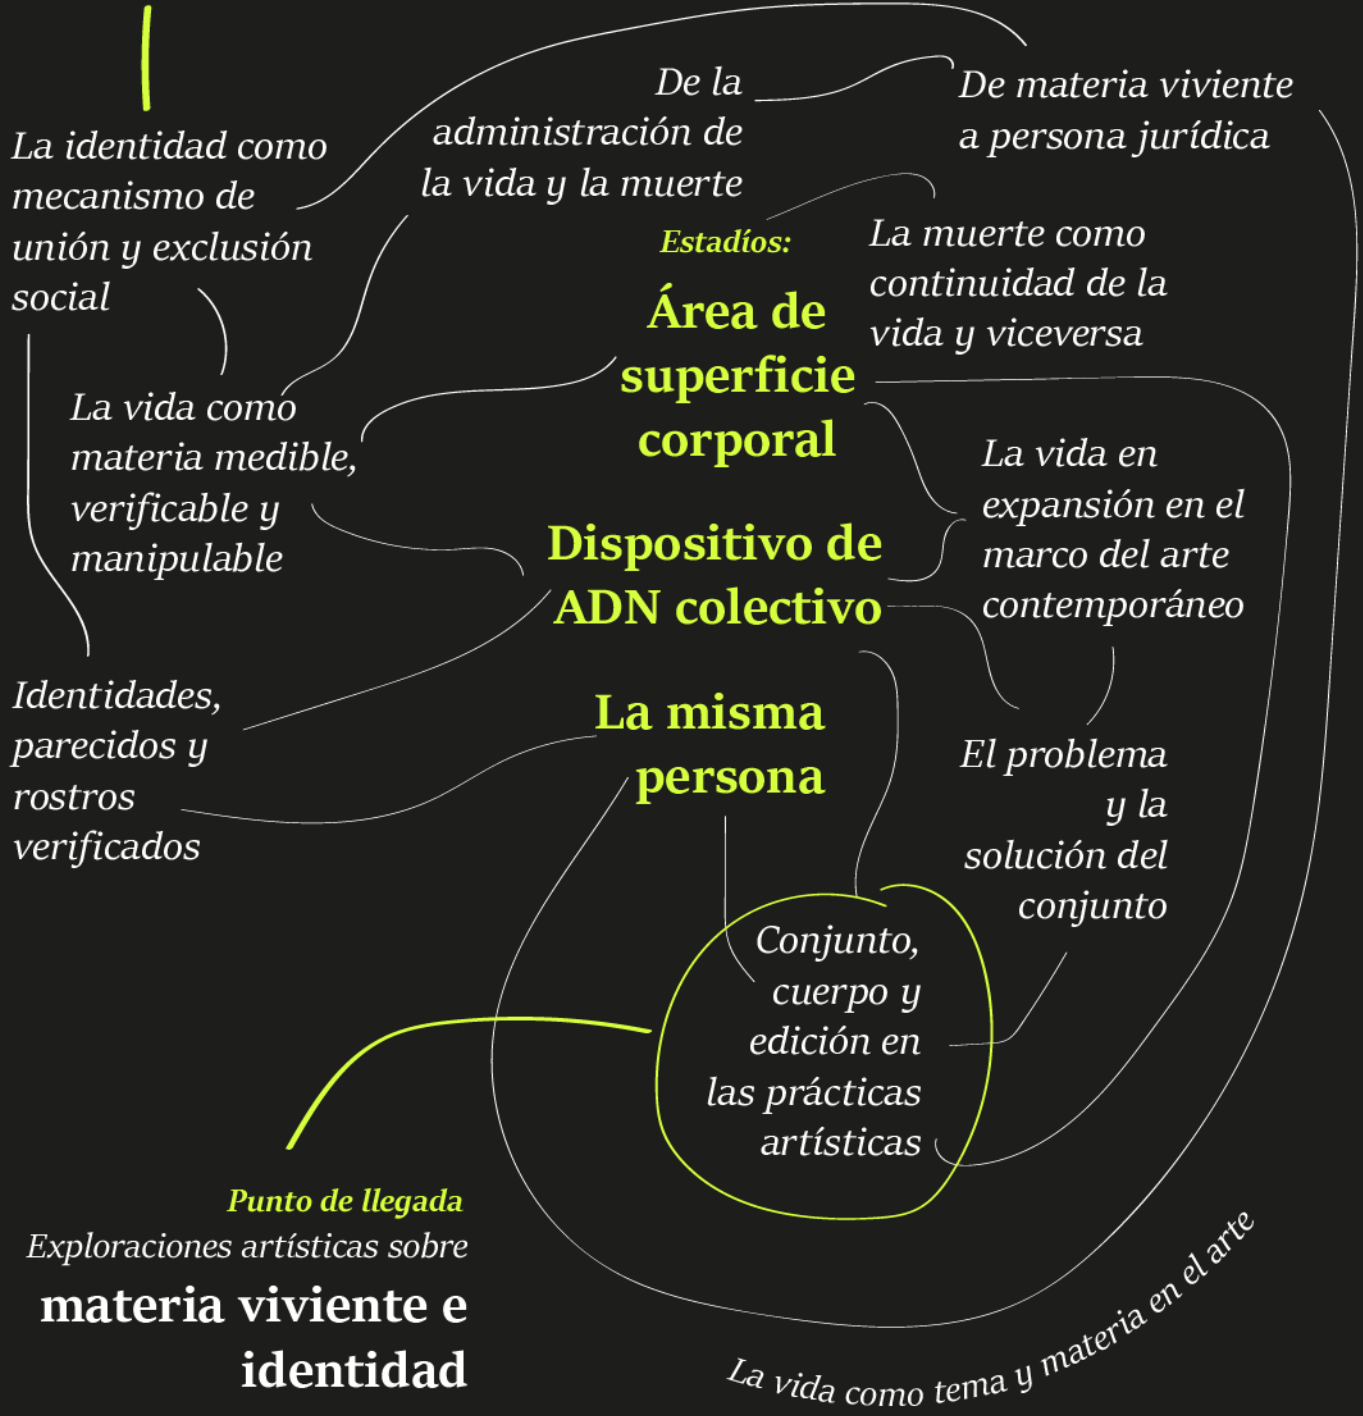 De la
administración de
la vida y la muerte
De materia viviente
a persona jurídica
La identidad como
mecanismo de
unión y exclusión
social
Estadíos:
Área de
superficie
corporal
La muerte como
continuidad de la
vida y viceversa
La vida como
materia medible,
verificable y
manipulable
La vida en
expansión en el
marco del arte
contemporáneo
Dispositivo de
ADN colectivo
Identidades,
parecidos y
rostros
verificados
La misma
persona
El problema
y la
solución del
conjunto
Conjunto,
cuerpo y
edición en
las prácticas
artísticas
Punto de llegada
Exploraciones artísticas sobre
materia viviente e
identidad
La vida como tema y materia en el arte